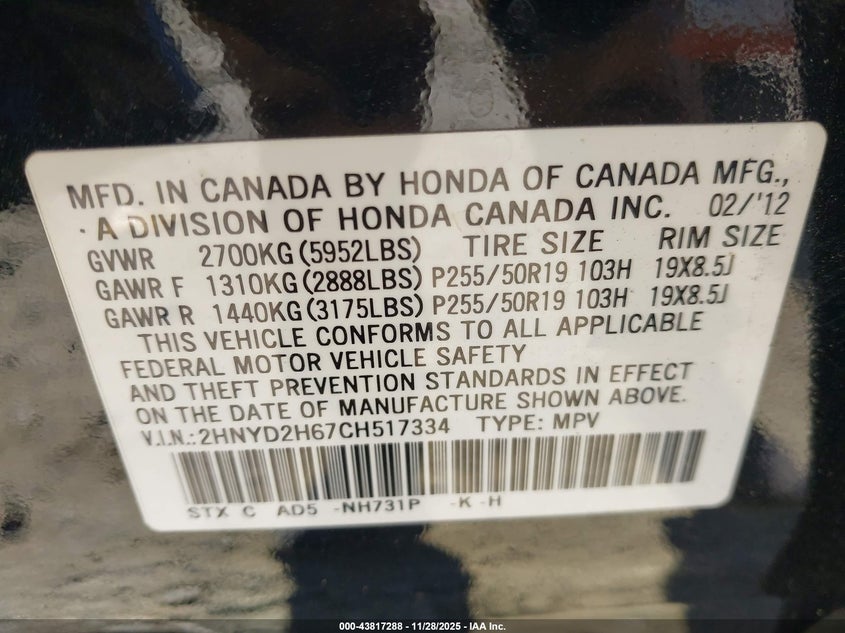 MFD. IN CANADA BY HONDA OF CANADA MFG.,
A DIVISION OF HONDA CANADA INC. 02/'12
GVWR 2700KG (5952LBS) TIRE SIZE RIM SIZE
GAWR F 1310KG (2888LBS) P255/50R19 103H 19X8.5J
GAWR R 1440KG (3175LBS) P255/50R19 103H 19X8.5J
THIS VEHICLE CONFORMS TO ALL APPLICABLE
FEDERAL MOTOR VEHICLE SAFETY
AND THEFT PREVENTION STANDARDS IN EFFECT
ON THE DATE OF MANUFACTURE SHOWN ABOVE.
V.I.N.:2HNYD2H67CH517334 TYPE: MPV
STX C AD5 -NH731P -K -H
000-43817288 - 11/28/2025 - IAA Inc.